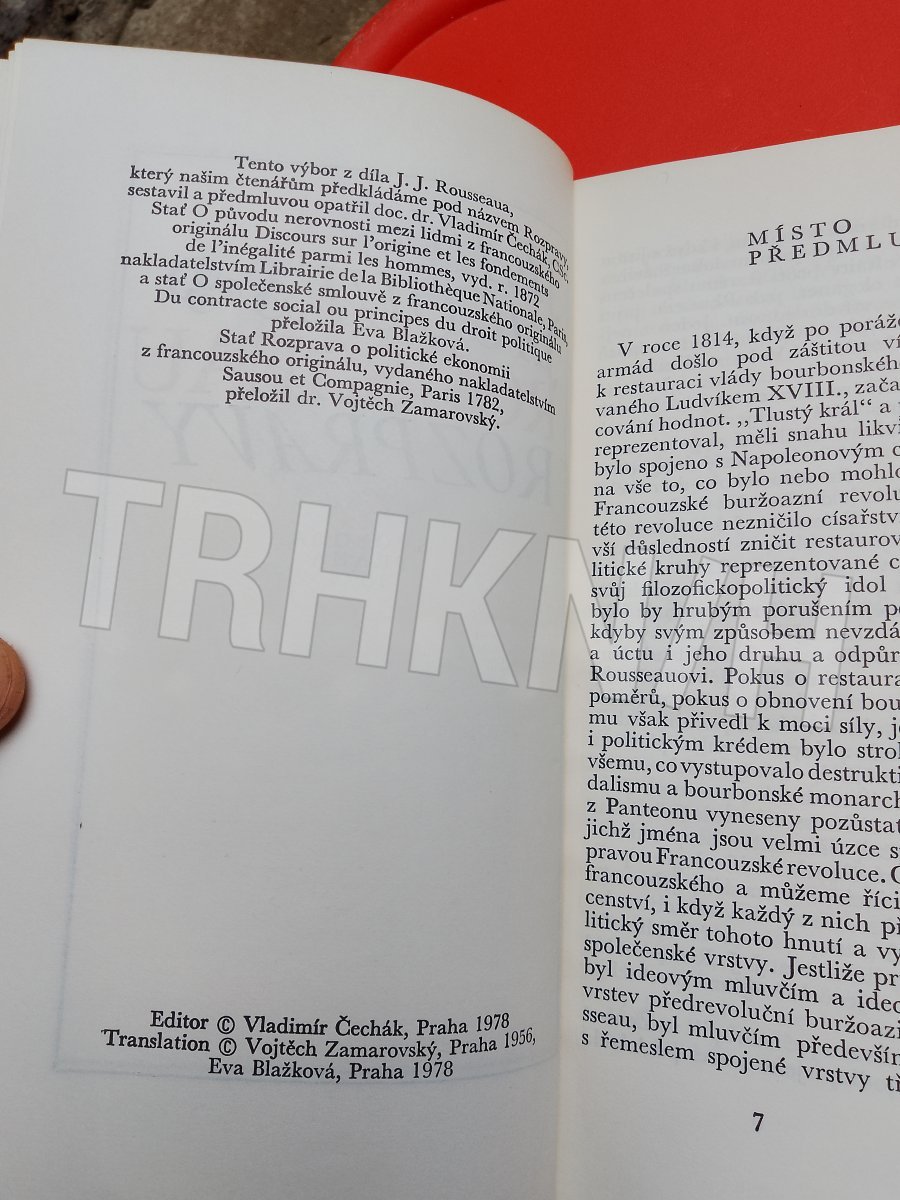 Tento výbor z díla J. J. Rousseaua,
který našim čtenářům předkládáme pod názvem Rozpravy,
sestavil a předmluvou opatřil doc. dr. Vladimír Čechák, CSc.
Stať O původu nerovnosti mezi lidmi z francouzského
originálu Discours sur l'origine et les fondements
de l'inégalité parmi les hommes, vyd. r. 1872
nakladatelstvím Librairie de la Bibliothèque Nationale, Paris,
a stať O společenské smlouvě z francouzského originálu
Du contracte social ou principes du droit politique
přeložila Eva Blažková.
Stať Rozprava o politické ekonomii
z francouzského originálu, vydaného nakladatelstvím
Sausou et Compagnie, Paris 1782,
přeložil dr. Vojtěch Zamarovský.
Editor © Vladimír Čechák, Praha 1978
Translation © Vojtěch Zamarovský, Praha 1956,
Eva Blažková, Praha 1978
MÍSTO
PŘEDMLU
V roce 1814, když po poráž
armád došlo pod záštitou ví
k restauraci vlády bourbonského
vaného Ludvíkem XVIII., zača
cování hodnot. ,,Tlustý král“ a
reprezentoval, měli snahu likvi
bylo spojeno s Napoleonovým c
na vše to, co bylo nebo mohlo
Francouzské buržoazní revolu
této revoluce nezničilo císařstv
vší důsledností zničit restaurov
litické kruhy reprezentované c
svůj filozofickopolitický idol
bylo by hrubým porušením p
kdyby svým způsobem nevzdá
a úctu i jeho druhu a odpůr
Rousseauovi. Pokus o restaura
poměrů, pokus o obnovení bou
mu však přivedl k moci síly, je
i politickým krédem bylo strol
všemu, co vystupovalo destrukti
dalismu a bourbonské monarch
z Panteonu vyneseny pozůstat
jichž jména jsou velmi úzce s
pravou Francouzské revoluce. 
francouzského a můžeme říci
cenství, i když každý z nich př
litický směr tohoto hnutí a vy
společenské vrstvy. Jestliže pr
byl ideovým mluvčím a ideo
vrstev předrevoluční buržoazi
sseau, byl mluvčím především
s řemeslem spojené vrstvy tř
7
TRHKNIH